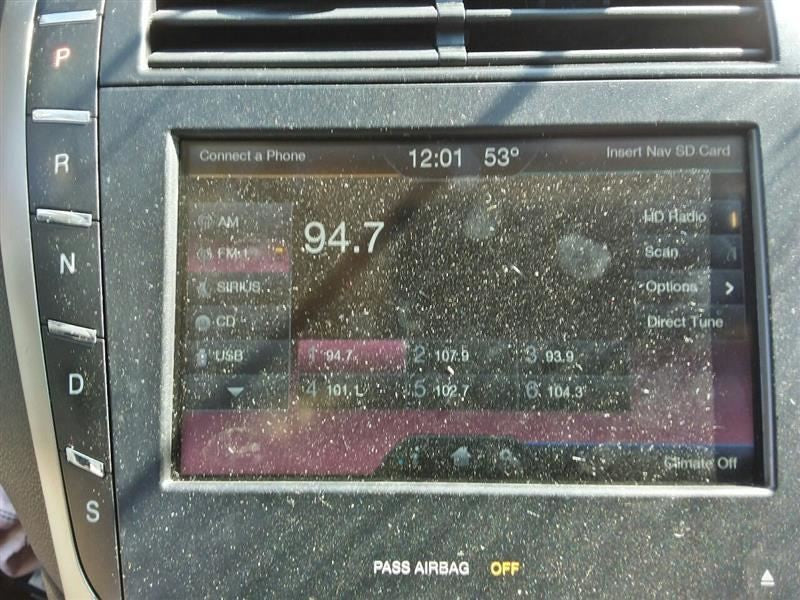 P
R
N
D
S
Connect a Phone
12:01 53°
Insert Nav SD Card
AM
FM 1
SIRIUS
CD
USB
94.7
HD Radio
Scan
Options >
Direct Tune
1 94.7 2 107.9 3 93.9
4 101.1 5 102.7 6 104.3
Climate Off
PASS AIRBAG OFF